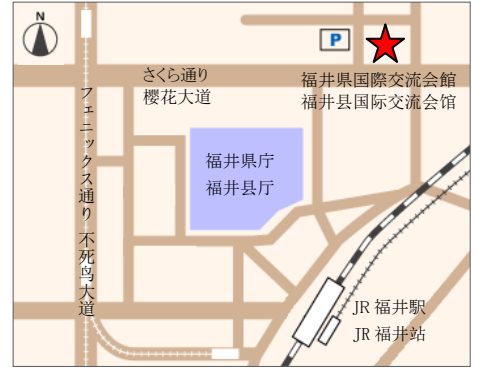 N
P
さくら通り
櫻花大道
福井県国際交流会館
福井县国际交流会馆
フェニックス通り 不死鸟大道
福井県庁
福井县厅
JR 福井駅
JR 福井站